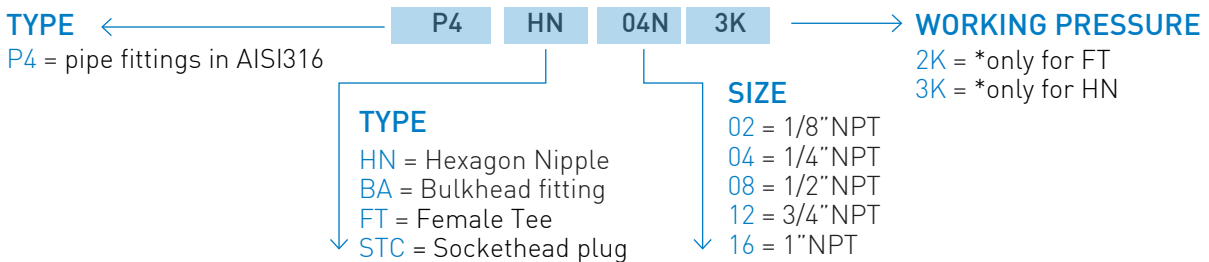 TYPE
P4 HN 04N 3K
WORKING PRESSURE
P4 = pipe fittings in AISI316
2K = *only for FT
3K = *only for HN
TYPE
HN = Hexagon Nipple
BA = Bulkhead fitting
FT = Female Tee
STC = Sockethead plug
SIZE
02 = 1/8”NPT
04 = 1/4”NPT
08 = 1/2”NPT
12 = 3/4”NPT
16 = 1”NPT